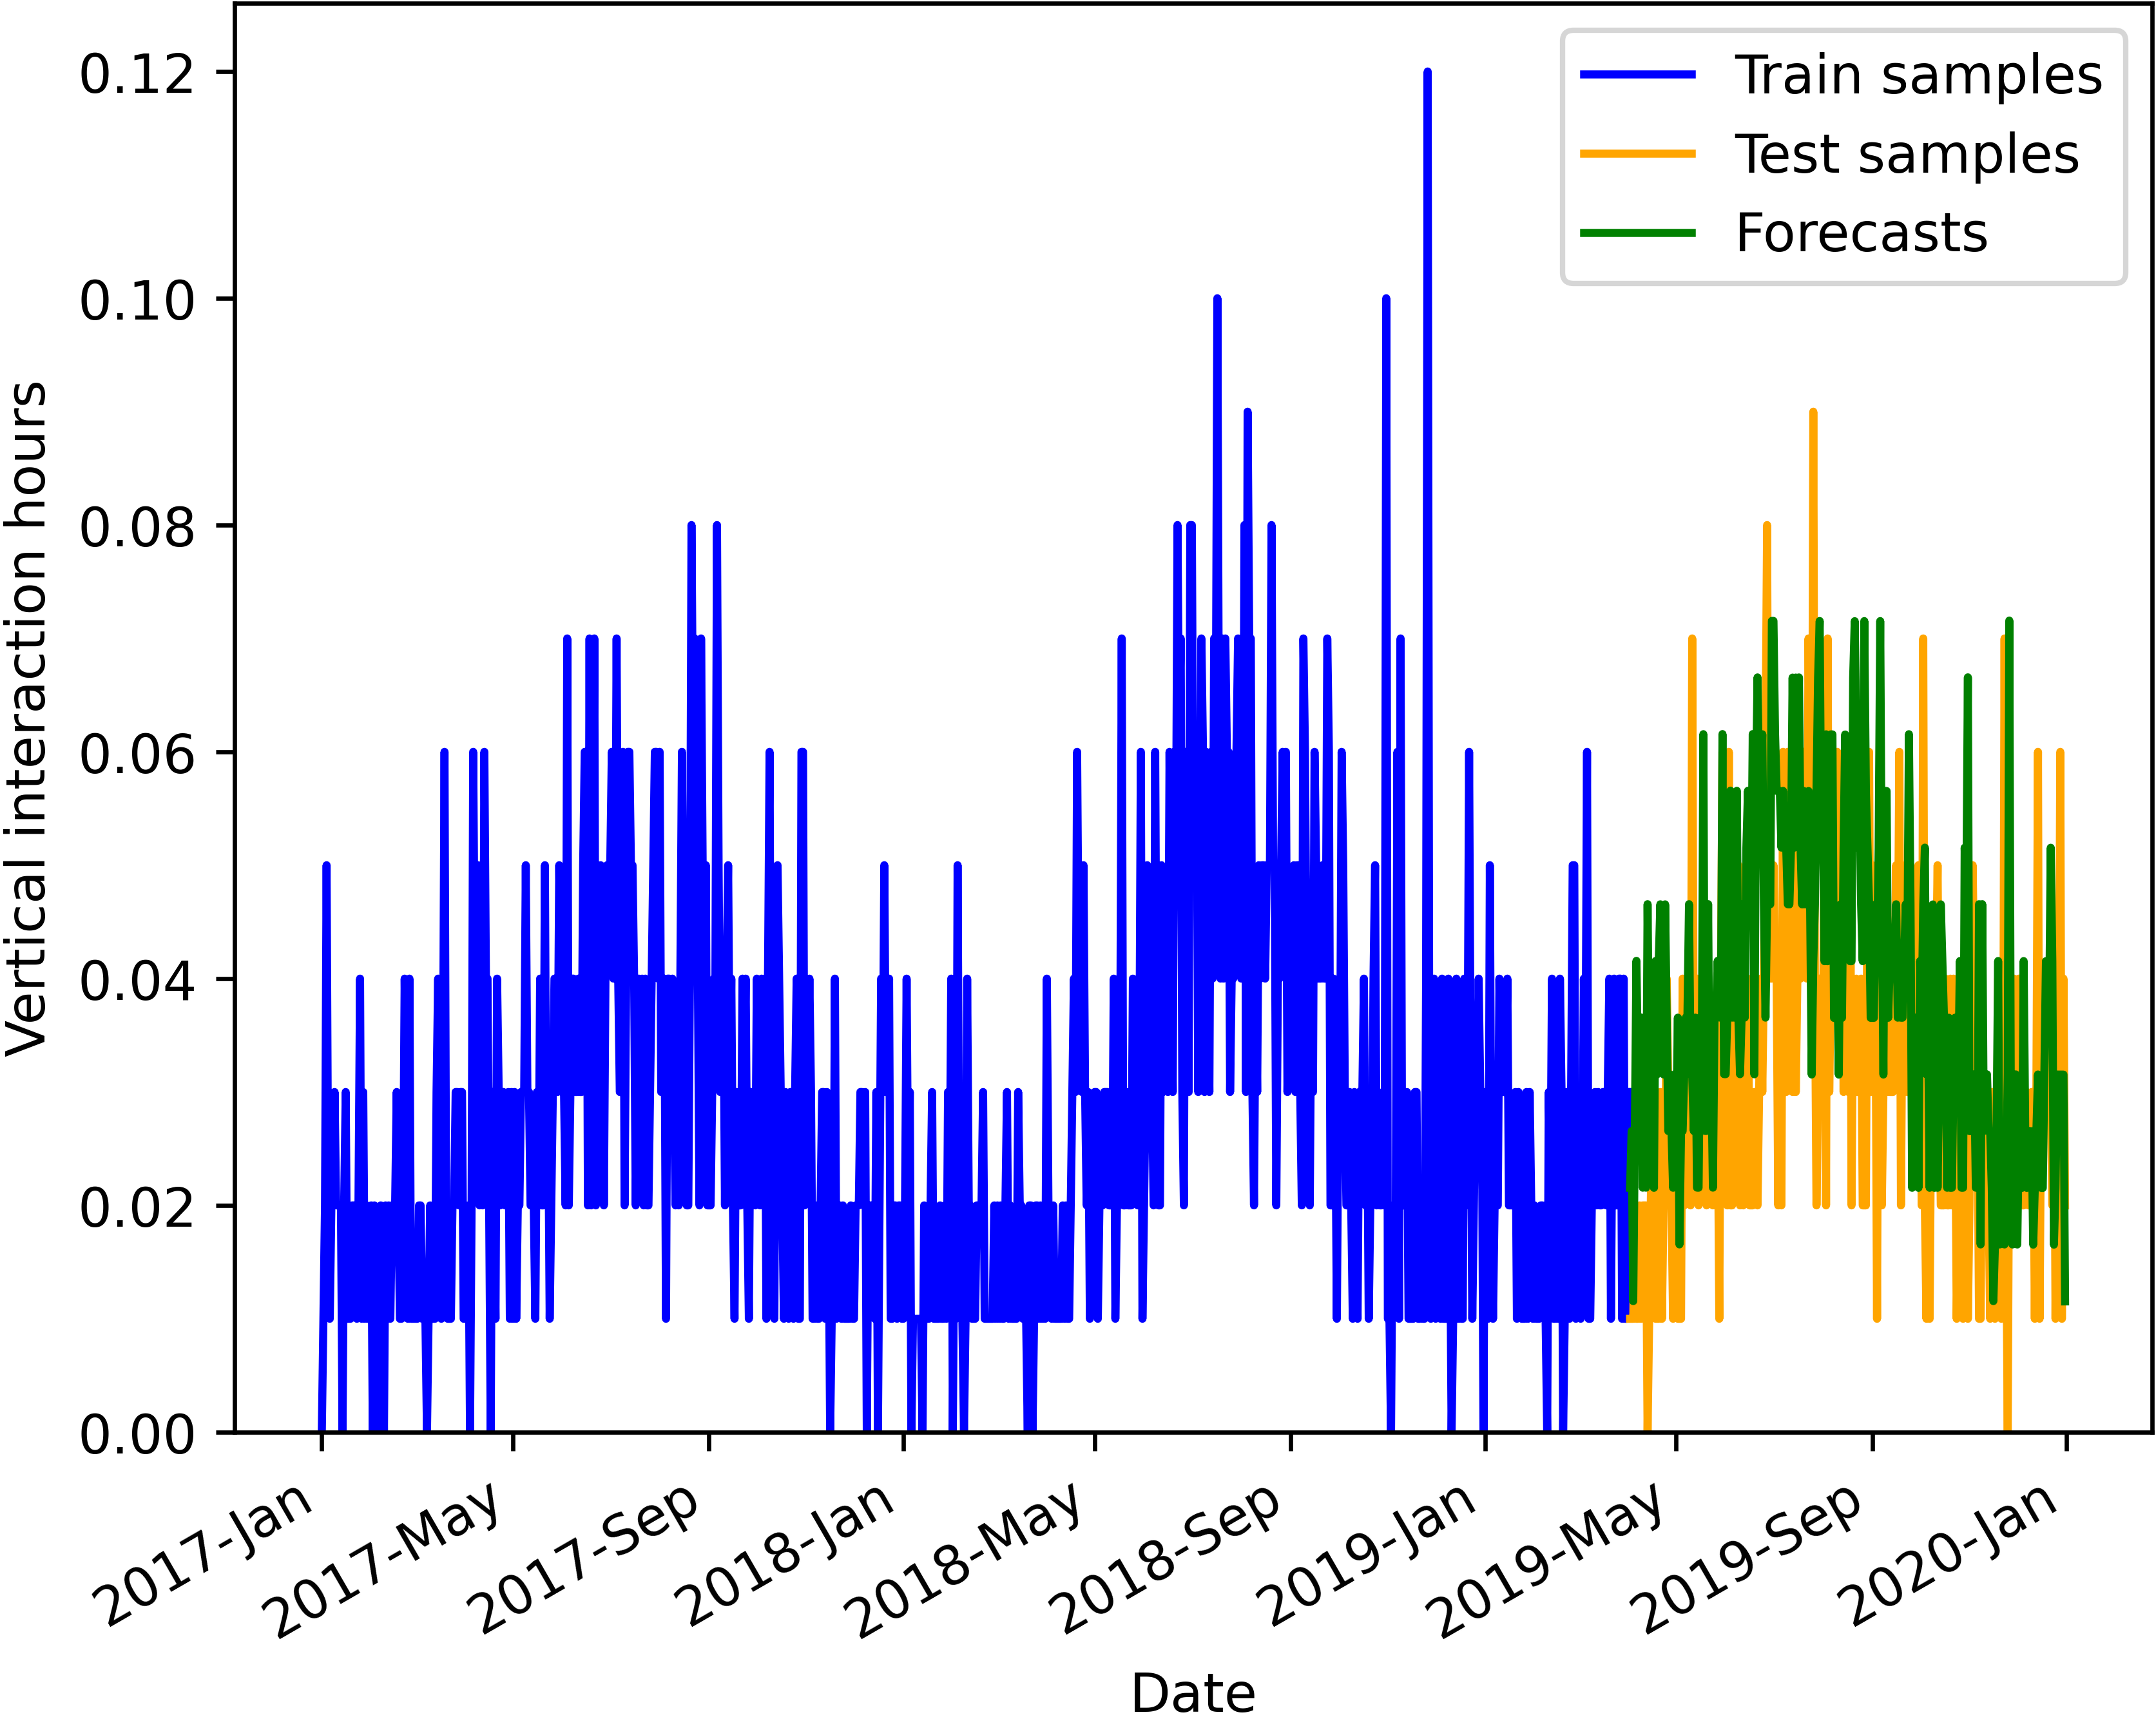 Train samples
Test samples
Forecasts
Vertical interaction hours
0.12
0.10
0.08
0.06
0.04
0.02
0.00
2017-Jan
2017-May
2017-Sep
2018-Jan
2018-May
2018-Sep
2019-Jan
2019-May
2019-Sep
2020-Jan
Date